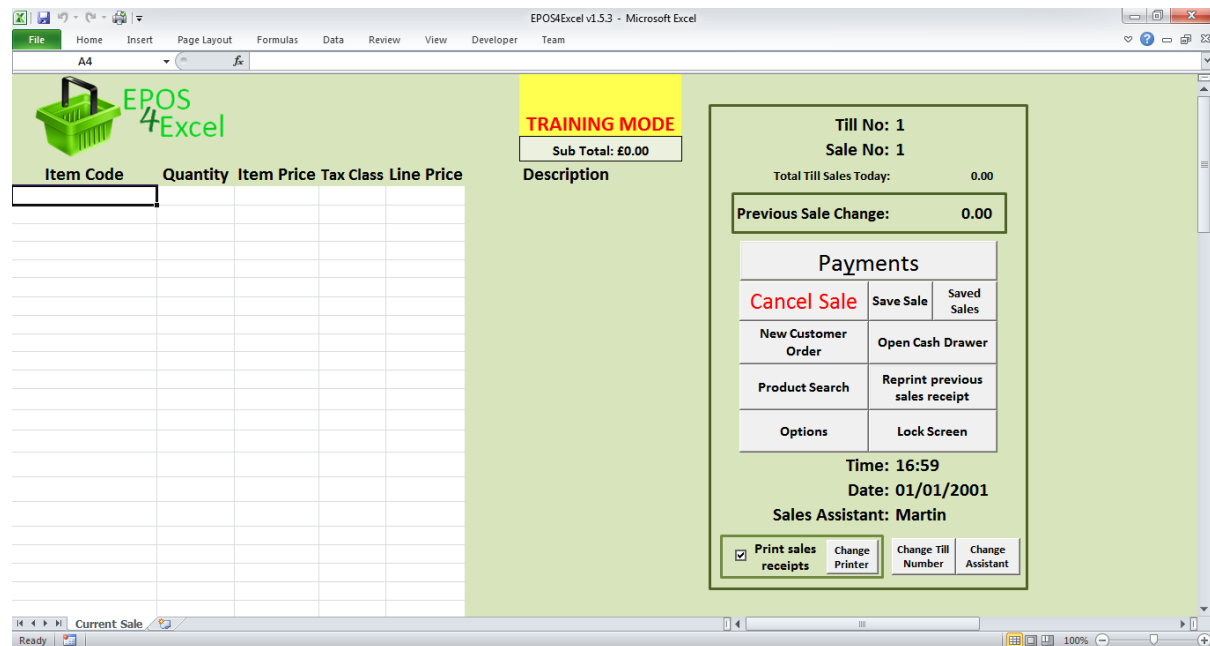 EPOS4Excel v1.5.3 - Microsoft Excel
File Home Insert Page Layout Formulas Data Review View Developer Team
A4 fx
EPOS
4Excel
TRAINING MODE
Sub Total: £0.00
Item Code Quantity Item Price Tax Class Line Price Description
Till No: 1
Sale No: 1
Total Till Sales Today: 0.00
Previous Sale Change: 0.00
Payments
Cancel Sale Save Sale Saved
Sales
New Customer
Order
Open Cash Drawer
Product Search
Reprint previous
sales receipt
Options Lock Screen
Time: 16:59
Date: 01/01/2001
Sales Assistant: Martin
Print sales
receipts
Change
Printer
Change Till
Number
Change
Assistant
Current Sale
Ready 100%